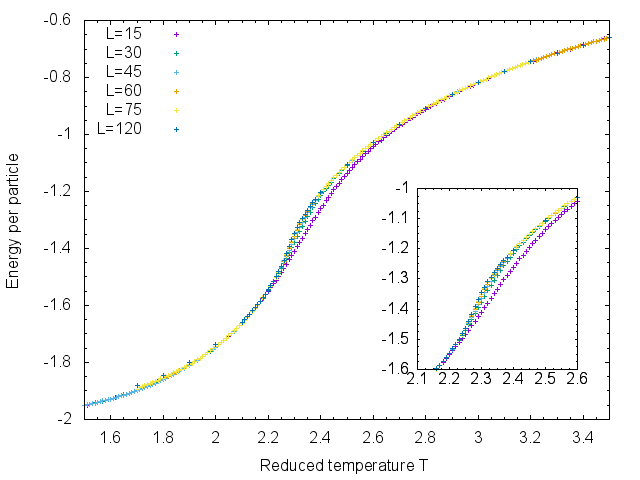 -0.6
-0.8
-1
-1.2
-1.4
-1.6
-1.8
-2
1.6 1.8 2 2.2 2.4 2.6 2.8 3 3.2 3.4
Energy per particle
Reduced temperature T
L=15
L=30
L=45
L=60
L=75
L=120
-1
-1.1
-1.2
-1.3
-1.4
-1.5
-1.6
2.1 2.2 2.3 2.4 2.5 2.6